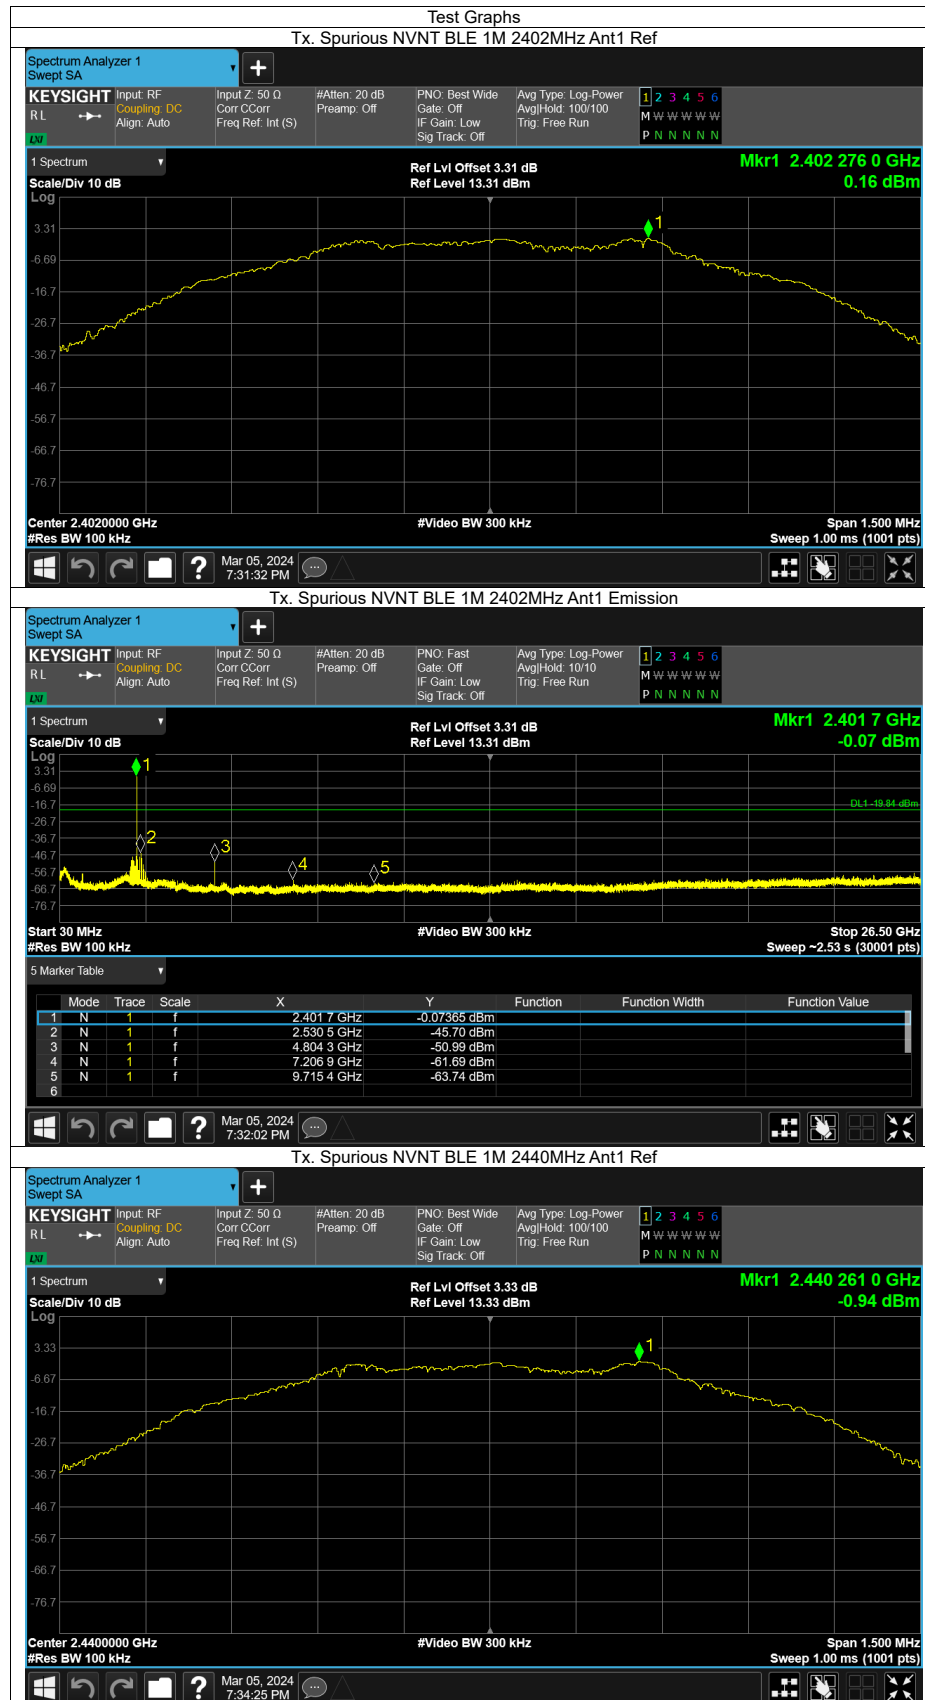 Test Graphs
Tx. Spurious NVNT BLE 1M 2402MHz Ant1 Ref
Spectrum Analyzer 1
Swept SA
+
KEYSIGHT Input: RF Input Z: 50 Ω #Atten: 20 dB PNO: Best Wide Avg Type: Log-Power 1 2 3 4 5 6
R L Coupling: DC Corr CCorr Preamp: Off Gate: Off Avg|Hold: 100/100 M W W W W W
Align: Auto Freq Ref: Int (S) IF Gain: Low Trig: Free Run
LXI Sig Track: Off P N N N N N
1 Spectrum Ref Lvl Offset 3.31 dB Mkr1 2.402 276 0 GHz
Scale/Div 10 dB Ref Level 13.31 dBm 0.16 dBm
Log
1
3.31
-6.69
-16.7
-26.7
-36.7
-46.7
-56.7
-66.7
-76.7
Center 2.4020000 GHz #Video BW 300 kHz Span 1.500 MHz
#Res BW 100 kHz Sweep 1.00 ms (1001 pts)
? Mar 05, 2024
7:31:32 PM
Tx. Spurious NVNT BLE 1M 2402MHz Ant1 Emission
Spectrum Analyzer 1
Swept SA
+
KEYSIGHT Input: RF Input Z: 50 Ω #Atten: 20 dB PNO: Fast Avg Type: Log-Power 1 2 3 4 5 6
R L Coupling: DC Corr CCorr Preamp: Off Gate: Off Avg|Hold: 10/10 M W W W W W
Align: Auto Freq Ref: Int (S) IF Gain: Low Trig: Free Run
LXI Sig Track: Off P N N N N N
1 Spectrum Ref Lvl Offset 3.31 dB Mkr1 2.401 7 GHz
Scale/Div 10 dB Ref Level 13.31 dBm -0.07 dBm
Log
1
3.31
-6.69
-16.7 DL1 -19.84 dBm
-26.7
-36.7 2
-46.7 3
-56.7 4 5
-66.7
-76.7
Start 30 MHz #Video BW 300 kHz Stop 26.50 GHz
#Res BW 100 kHz Sweep ~2.53 s (30001 pts)
5 Marker Table
Mode Trace Scale X Y Function Function Width Function Value
1 N 1 f 2.401 7 GHz -0.07365 dBm
2 N 1 f 2.530 5 GHz -45.70 dBm
3 N 1 f 4.804 3 GHz -50.99 dBm
4 N 1 f 7.206 9 GHz -61.69 dBm
5 N 1 f 9.715 4 GHz -63.74 dBm
6
? Mar 05, 2024
7:32:02 PM
Tx. Spurious NVNT BLE 1M 2440MHz Ant1 Ref
Spectrum Analyzer 1
Swept SA
+
KEYSIGHT Input: RF Input Z: 50 Ω #Atten: 20 dB PNO: Best Wide Avg Type: Log-Power 1 2 3 4 5 6
R L Coupling: DC Corr CCorr Preamp: Off Gate: Off Avg|Hold: 100/100 M W W W W W
Align: Auto Freq Ref: Int (S) IF Gain: Low Trig: Free Run
LXI Sig Track: Off P N N N N N
1 Spectrum Ref Lvl Offset 3.33 dB Mkr1 2.440 261 0 GHz
Scale/Div 10 dB Ref Level 13.33 dBm -0.94 dBm
Log
1
3.33
-6.67
-16.7
-26.7
-36.7
-46.7
-56.7
-66.7
-76.7
Center 2.4400000 GHz #Video BW 300 kHz Span 1.500 MHz
#Res BW 100 kHz Sweep 1.00 ms (1001 pts)
? Mar 05, 2024
7:34:25 PM